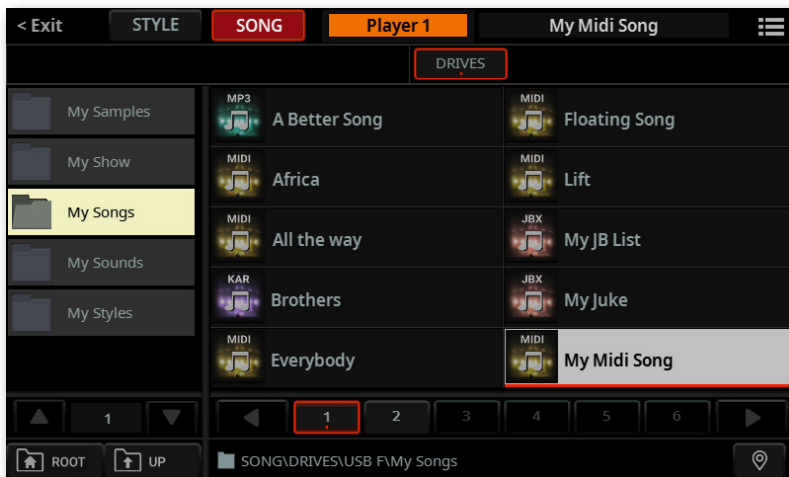 < Exit STYLE SONG Player 1 My Midi Song
DRIVES
My Samples
My Show
My Songs
My Sounds
My Styles
MP3 A Better Song
MIDI Floating Song
MIDI Africa
MIDI Lift
MIDI All the way
JBX My JB List
KAR Brothers
JBX My Juke
MIDI Everybody
MIDI My Midi Song
1
1 2 3 4 5 6
ROOT UP SONG\DRIVES\USB F\My Songs